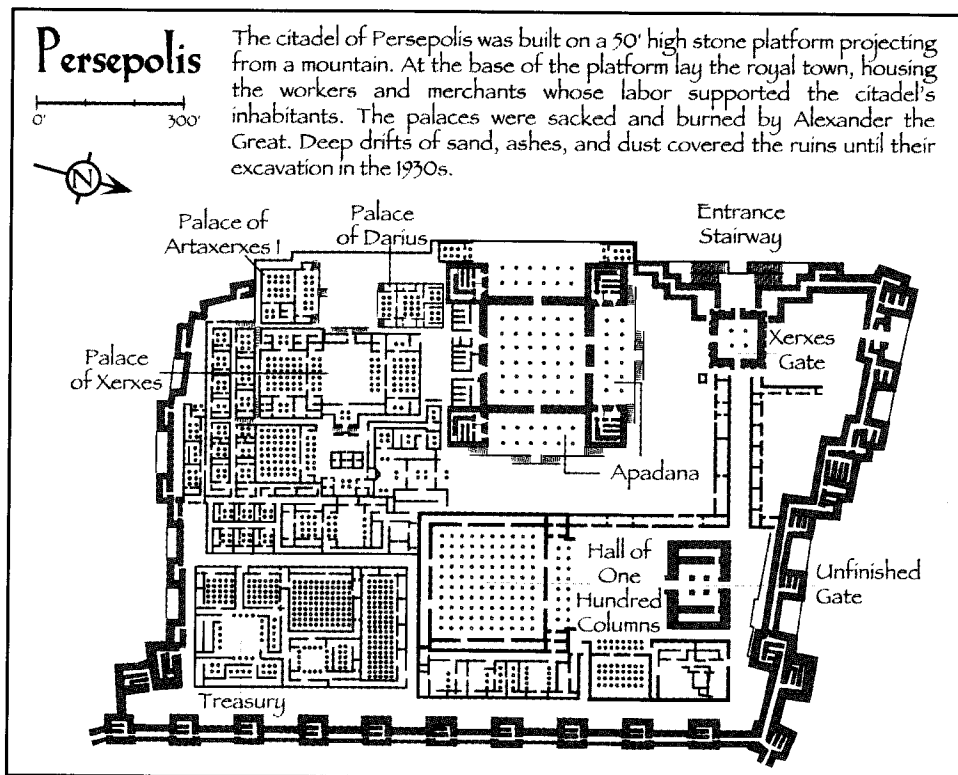 Persepolis
0' 300'
N
The citadel of Persepolis was built on a 50' high stone platform projecting
from a mountain. At the base of the platform lay the royal town, housing
the workers and merchants whose labor supported the citadel's
inhabitants. The palaces were sacked and burned by Alexander the
Great. Deep drifts of sand, ashes, and dust covered the ruins until their
excavation in the 1930s.
Palace of
Artaxerxes I
Palace
of Darius
Entrance
Stairway
Palace
of Xerxes
Xerxes
Gate
Apadana
Hall of
One
Hundred
Columns
Unfinished
Gate
Treasury